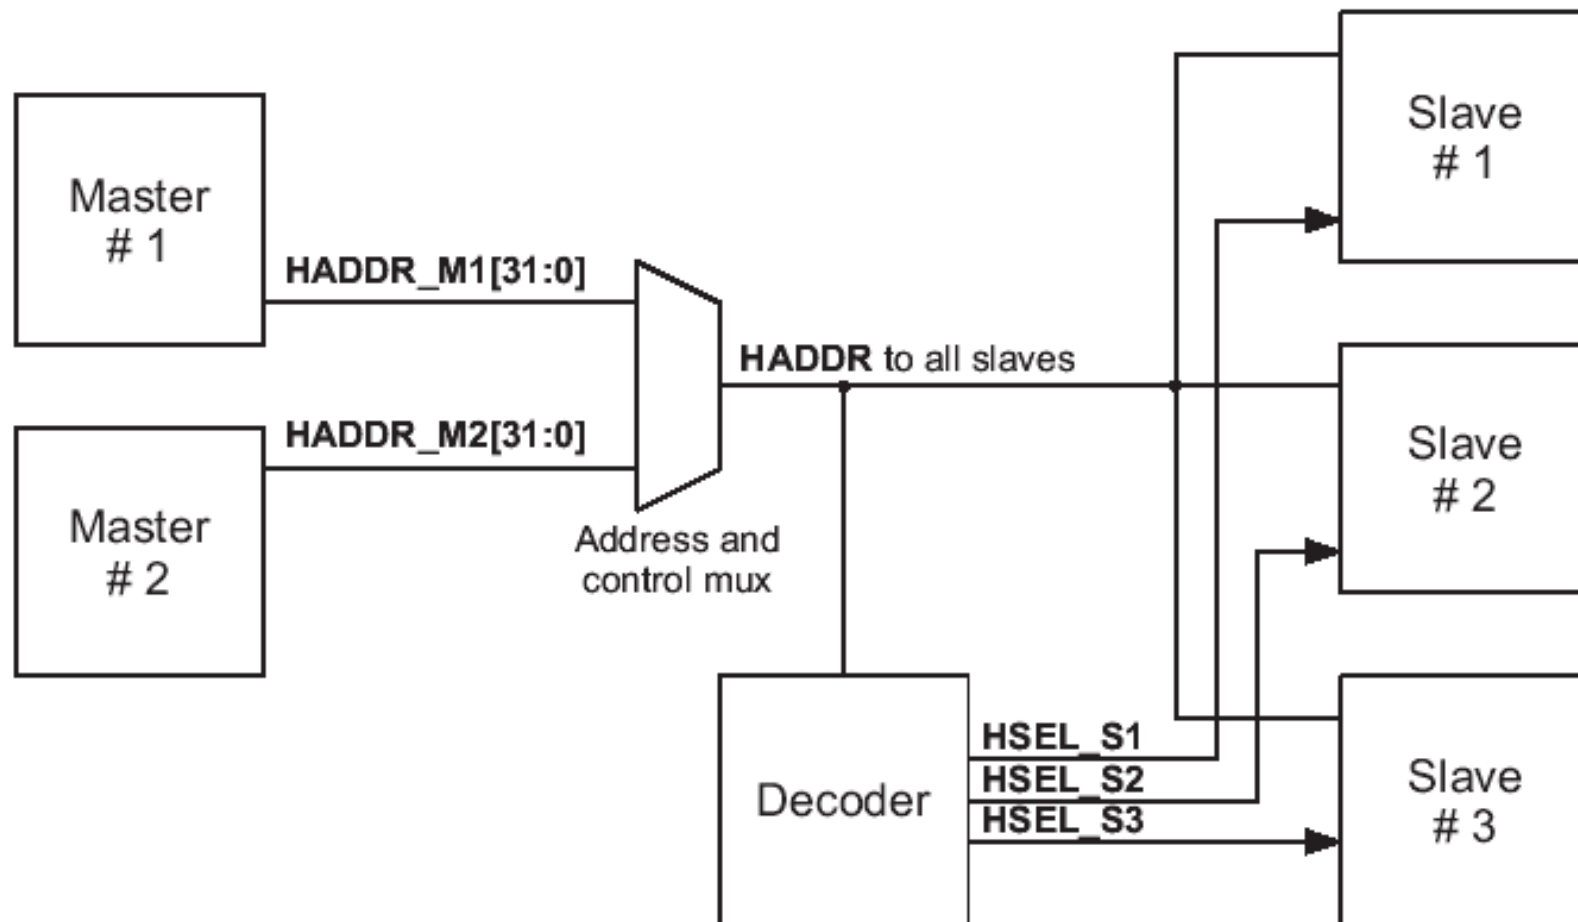 Master
# 1
HADDR_M1[31:0]
Master
# 2
HADDR_M2[31:0]
Address and
control mux
HADDR to all slaves
Decoder
HSEL_S1
HSEL_S2
HSEL_S3
Slave
# 1
Slave
# 2
Slave
# 3